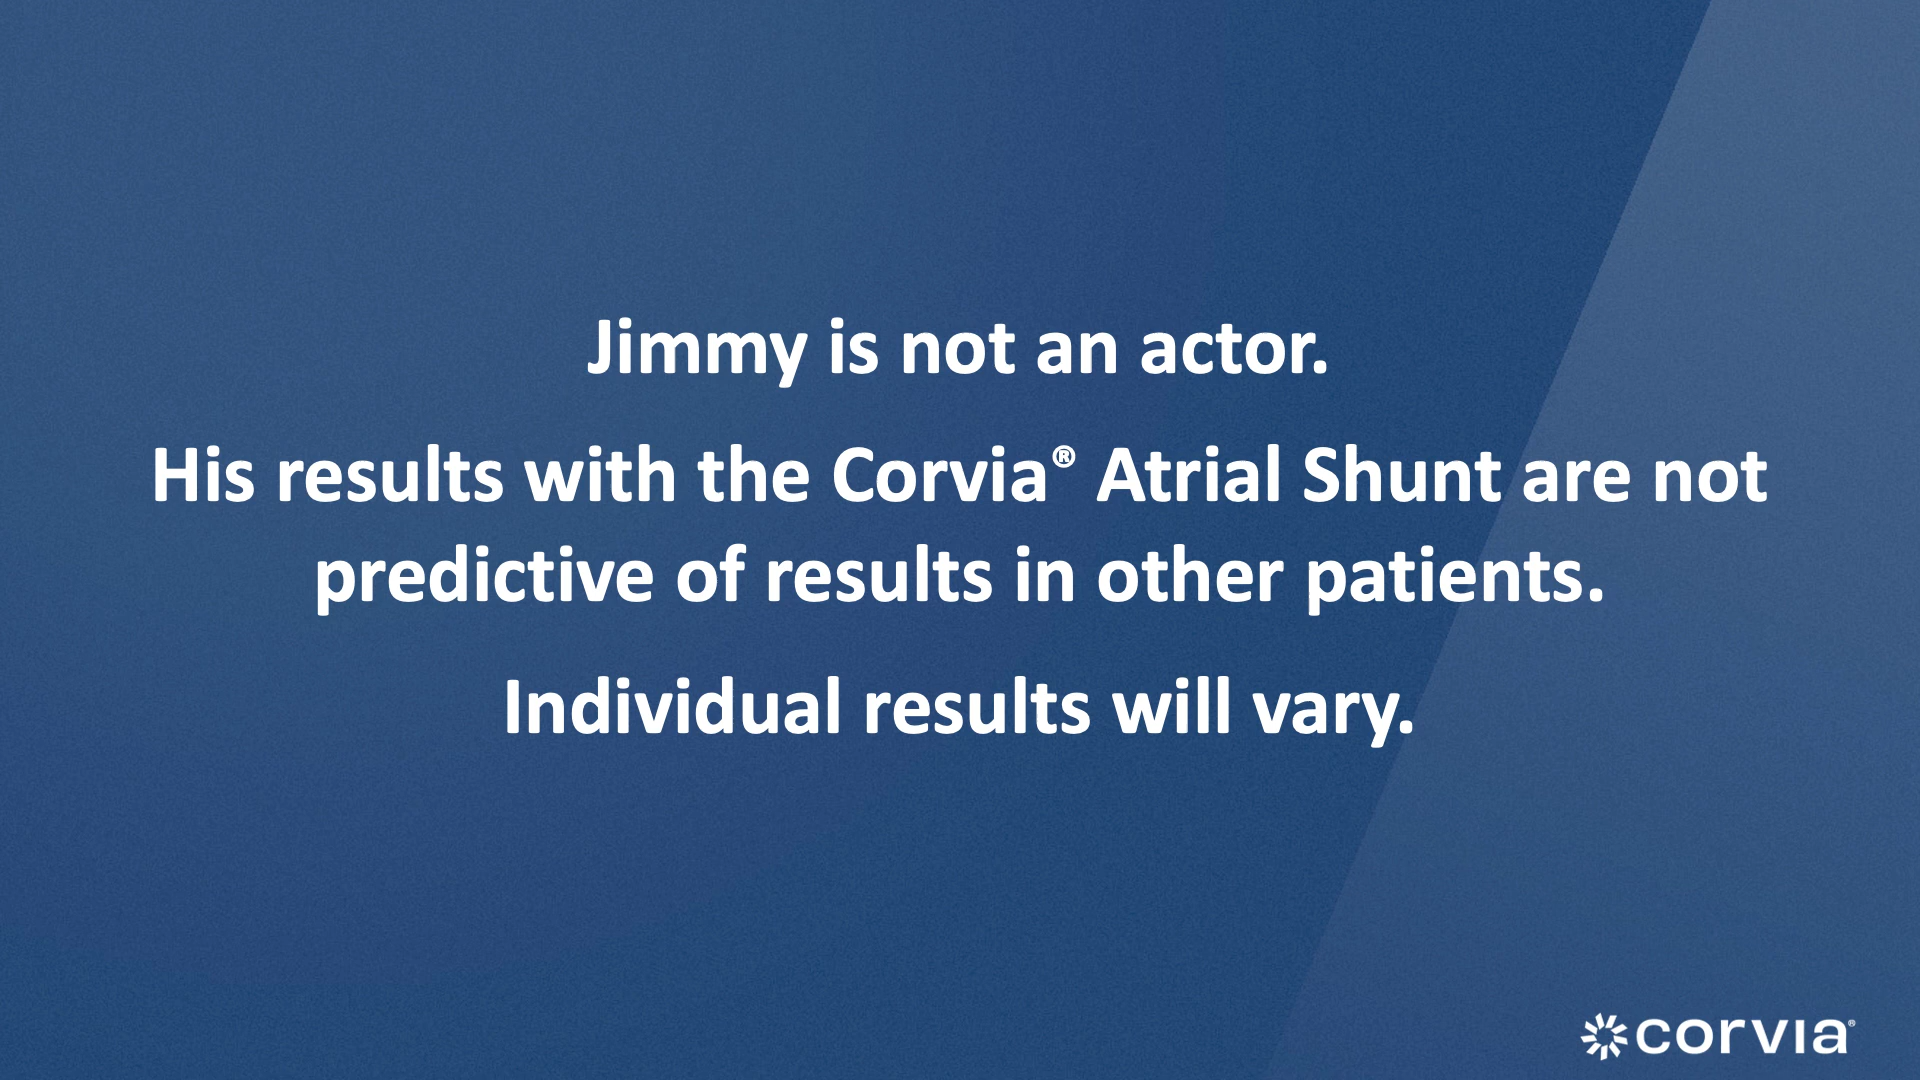 Jimmy is not an actor.
His results with the Corvia® Atrial Shunt are not
predictive of results in other patients.
Individual results will vary.
corvia®